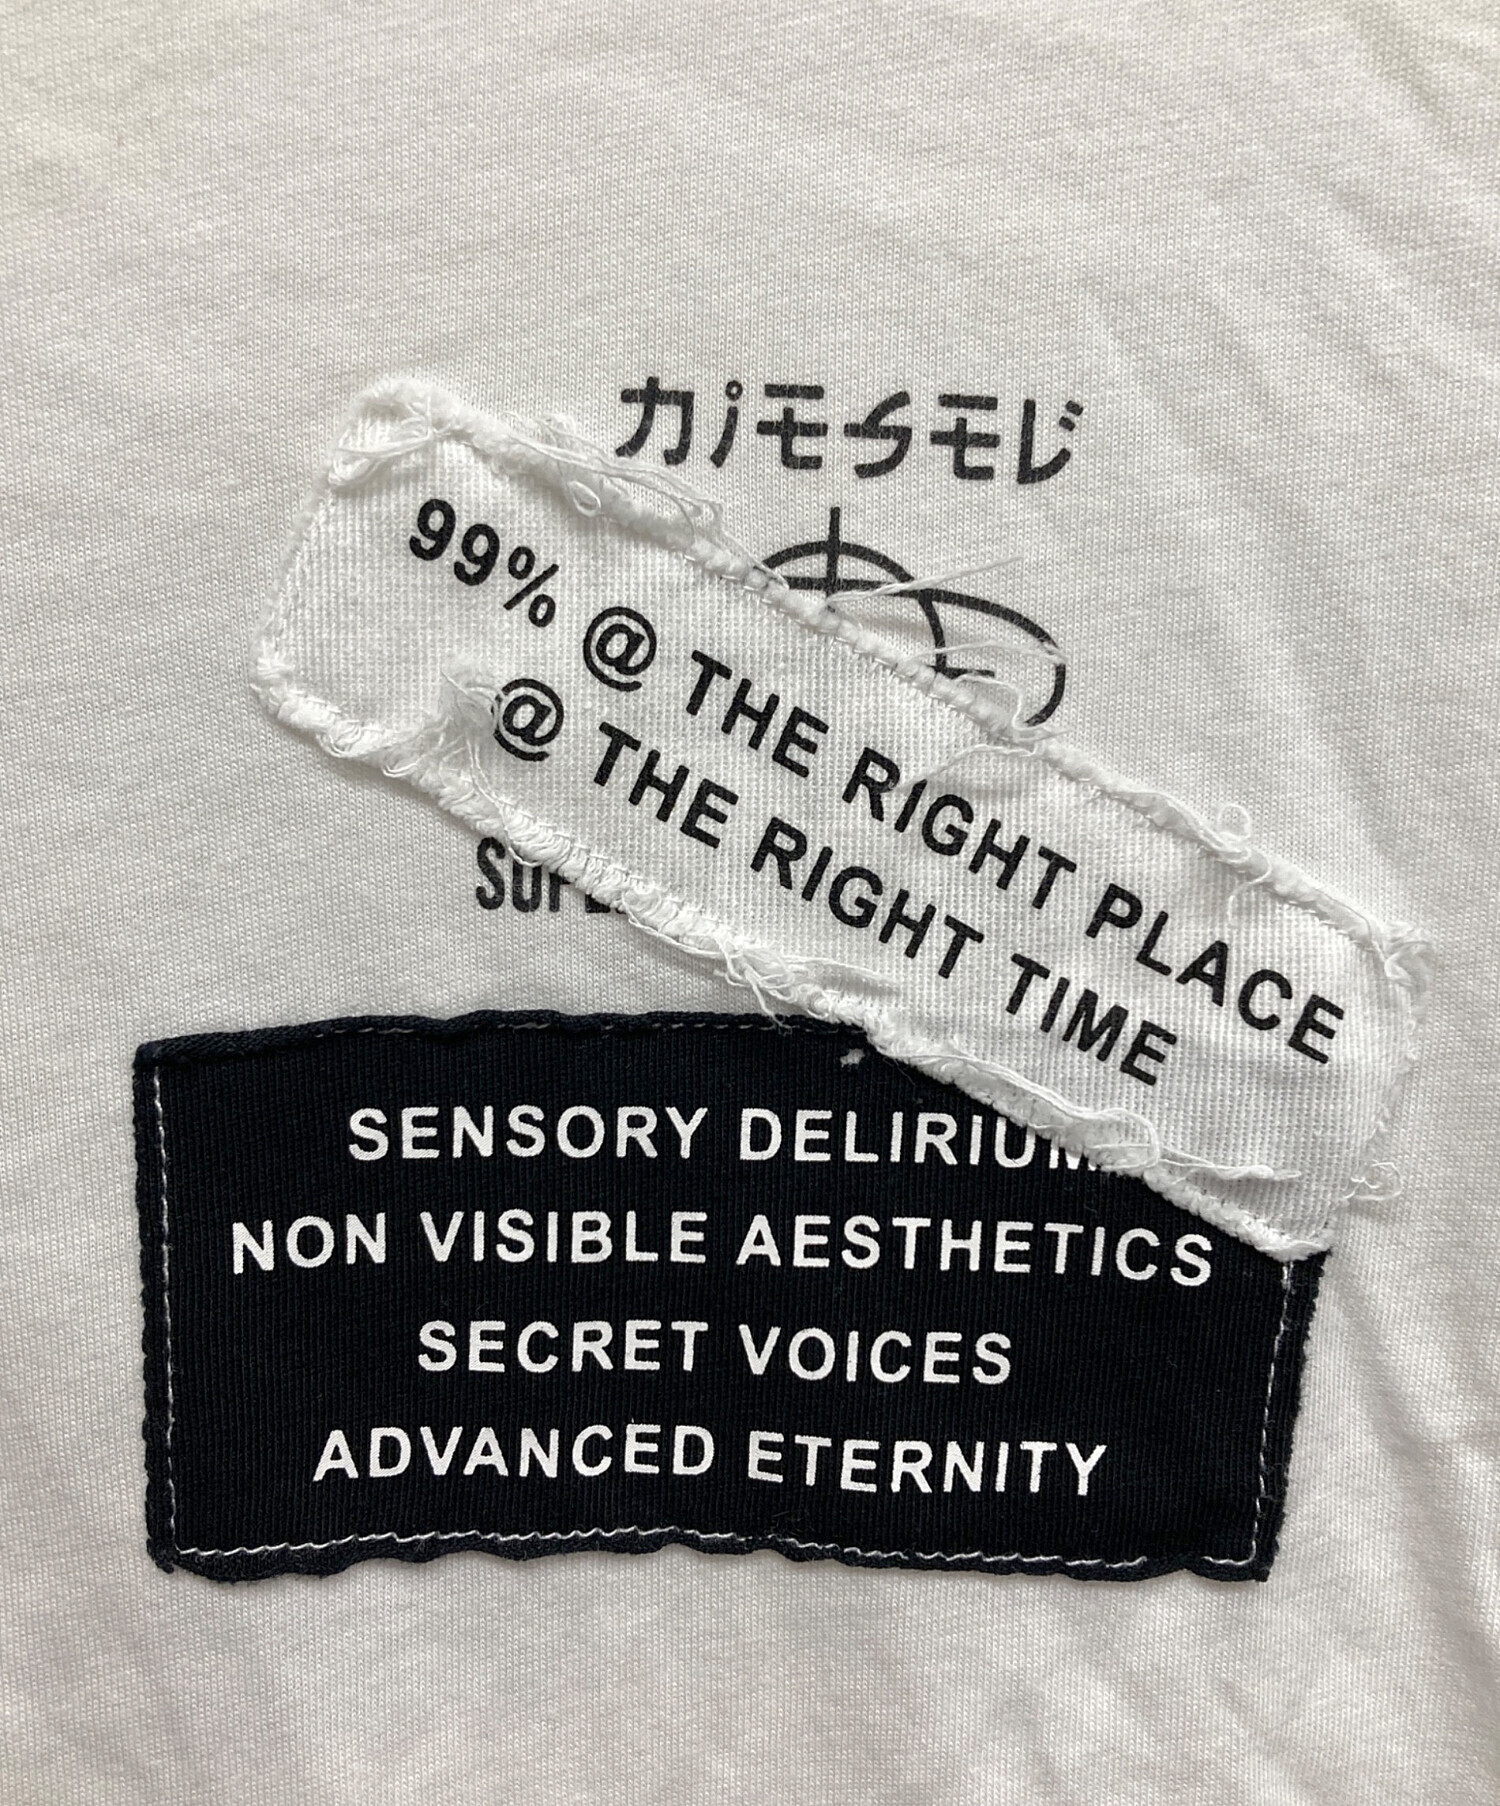 99% @ THE RIGHT PLACE
@ THE RIGHT TIME
SENSORY DELIRIUM
NON VISIBLE AESTHETICS
SECRET VOICES
ADVANCED ETERNITY